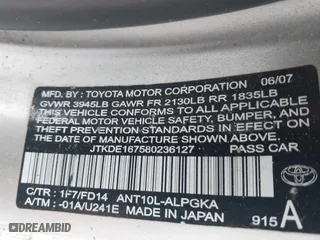 MFD. BY: TOYOTA MOTOR CORPORATION 06/07
GVWR 3945LB GAWR FR 2130LB RR 1835LB
THIS VEHICLE CONFORMS TO ALL APPLICABLE
FEDERAL MOTOR VEHICLE SAFETY, BUMPER, AND
THEFT PREVENTION STANDARDS IN EFFECT ON
THE DATE OF MANUFACTURE SHOWN ABOVE.
JTKDE167580236127 PASS CAR
C/TR: 1F7/FD14 ANT10L-ALPGKA
A/TM: -01A/U241E MADE IN JAPAN
TOYOTA
915 A